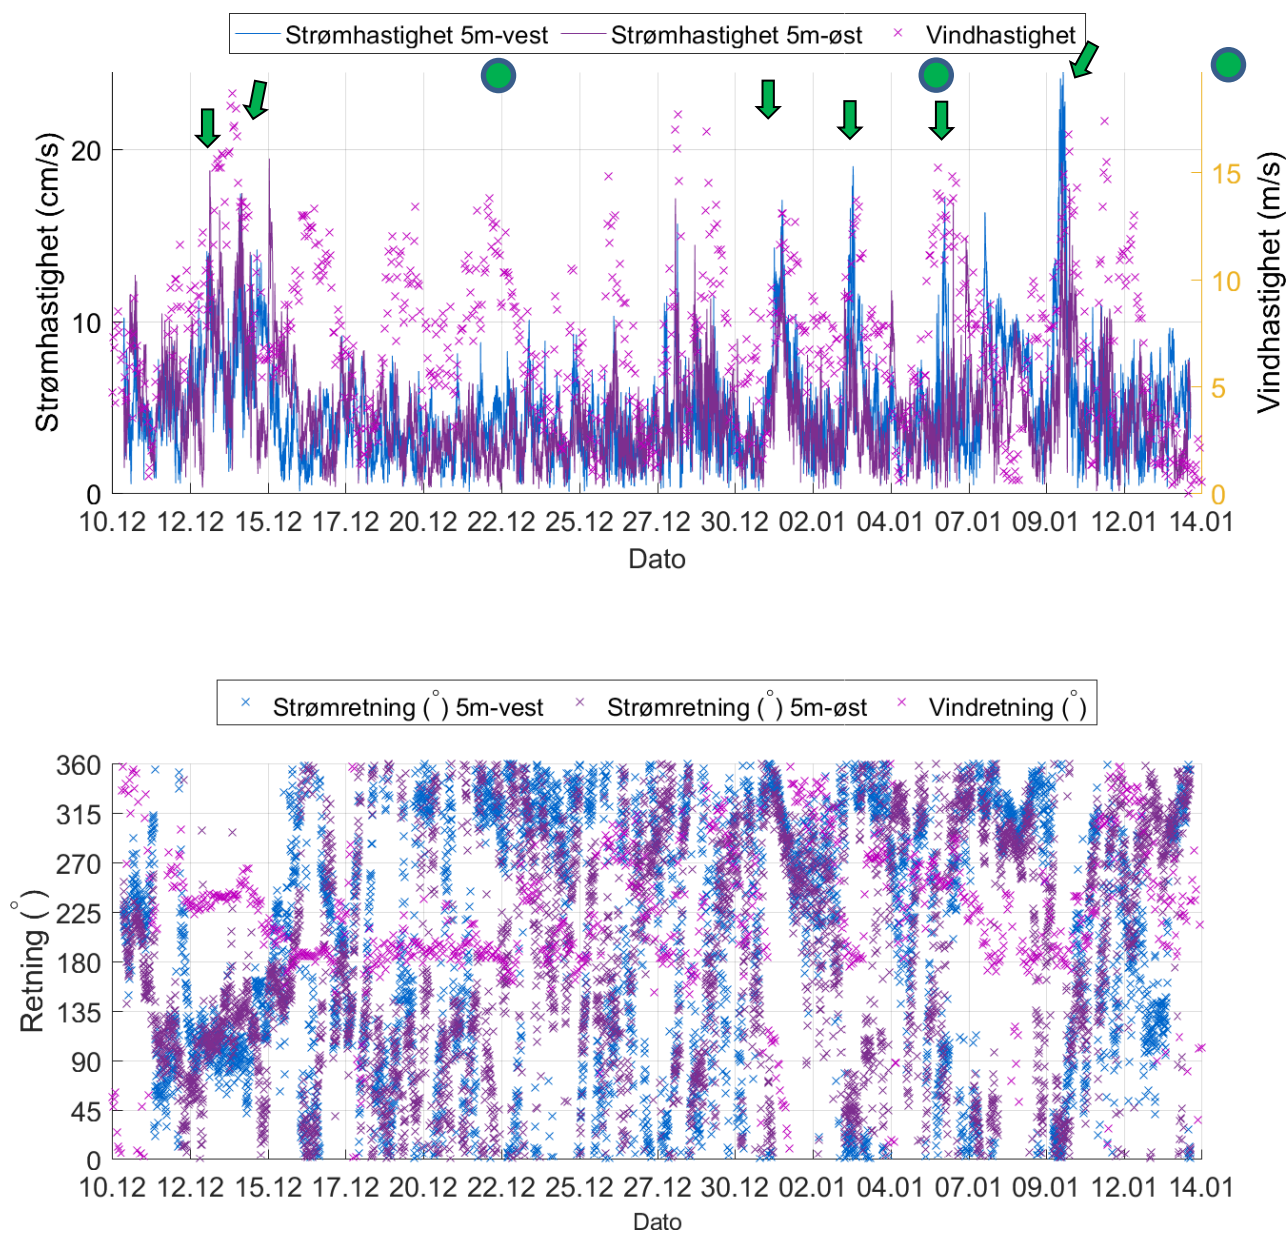 Strømhastighet 5m-vest Strømhastighet 5m-øst Vindhastighet
Strømhastighet (cm/s)
20
10
0
Vindhastighet (m/s)
15
10
5
0
10.12 12.12 15.12 17.12 20.12 22.12 25.12 27.12 30.12 02.01 04.01 07.01 09.01 12.01 14.01
Dato
Strømretning (°) 5m-vest Strømretning (°) 5m-øst Vindretning (°)
Retning (°)
360
315
270
225
180
135
90
45
0
10.12 12.12 15.12 17.12 20.12 22.12 25.12 27.12 30.12 02.01 04.01 07.01 09.01 12.01 14.01
Dato